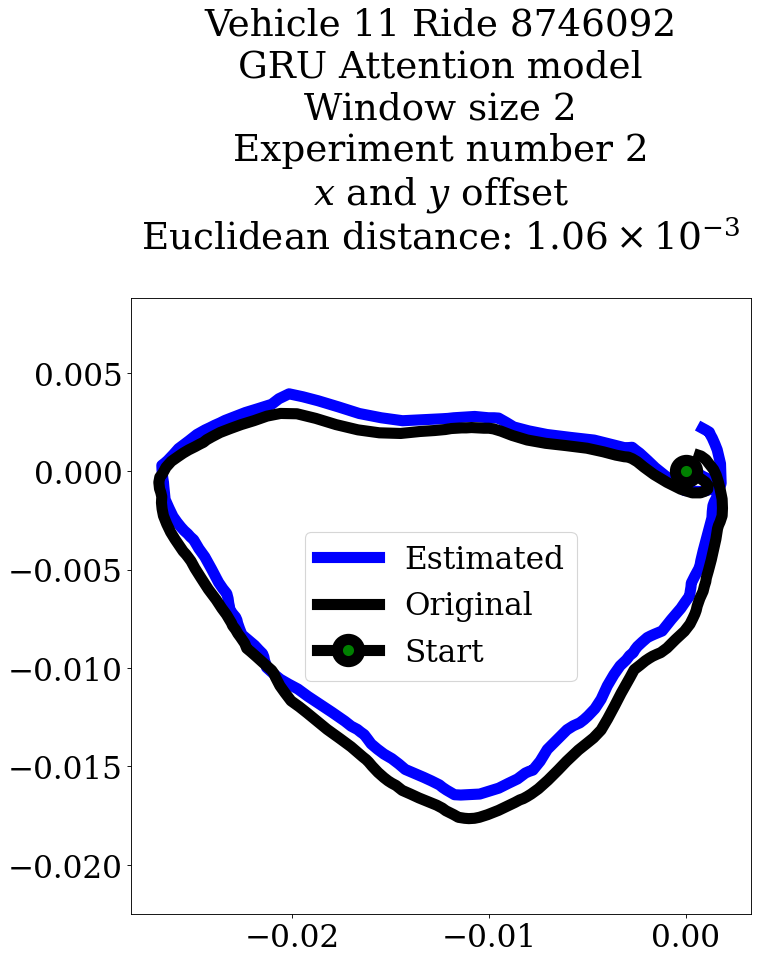 Vehicle 11 Ride 8746092
GRU Attention model
Window size 2
Experiment number 2
x and y offset
Euclidean distance: 1.06 × 10⁻³
0.005
0.000
−0.005
−0.010
−0.015
−0.020
Estimated
Original
Start
−0.02
−0.01
0.00